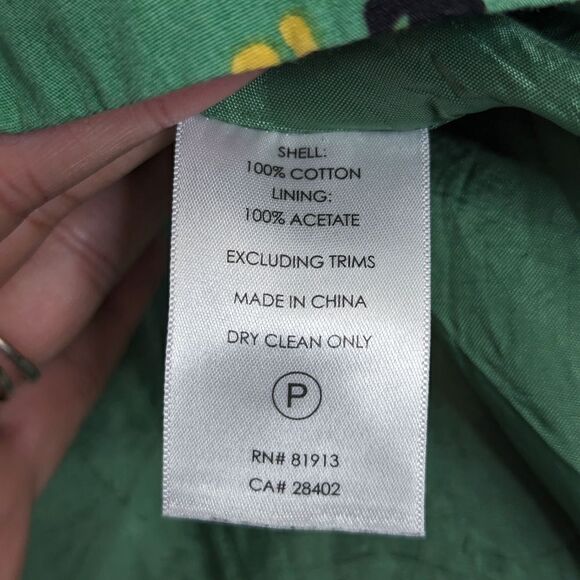 SHELL:
100% COTTON
LINING:
100% ACETATE
EXCLUDING TRIMS
MADE IN CHINA
DRY CLEAN ONLY
P
RN# 81913
CA# 28402